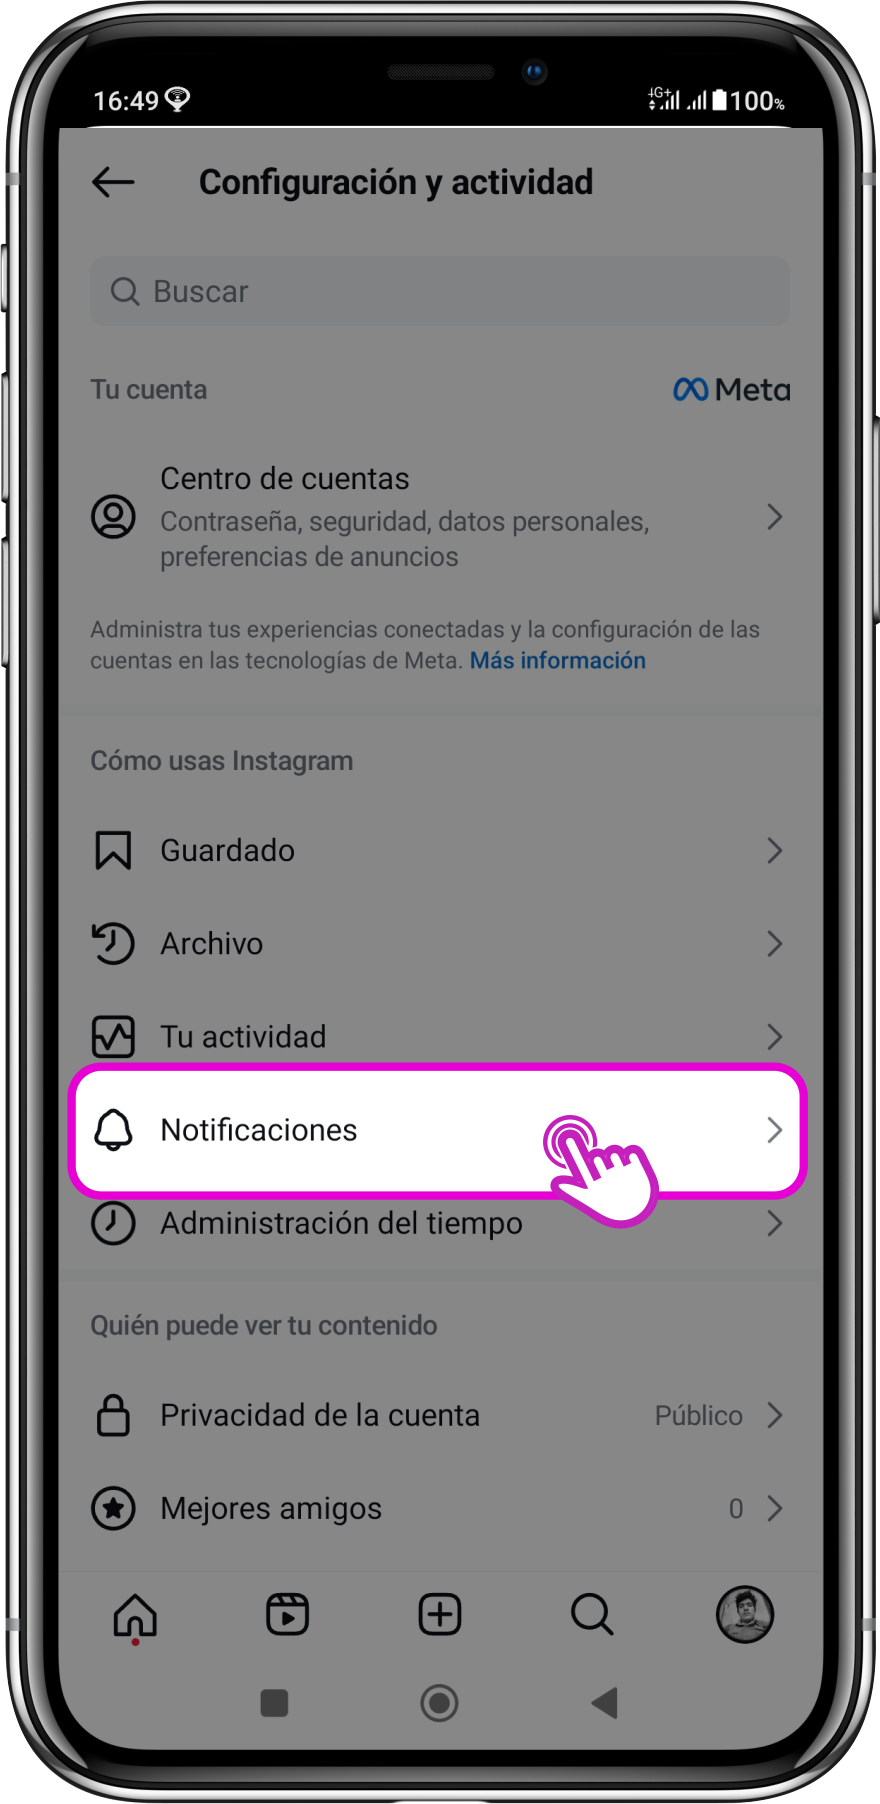 16:49
4G+ 100%
Configuración y actividad
Buscar
Tu cuenta
Meta
Centro de cuentas
Contraseña, seguridad, datos personales,
preferencias de anuncios
Administra tus experiencias conectadas y la configuración de las
cuentas en las tecnologías de Meta. Más información
Cómo usas Instagram
Guardado
Archivo
Tu actividad
Notificaciones
Administración del tiempo
Quién puede ver tu contenido
Privacidad de la cuenta Público
Mejores amigos 0